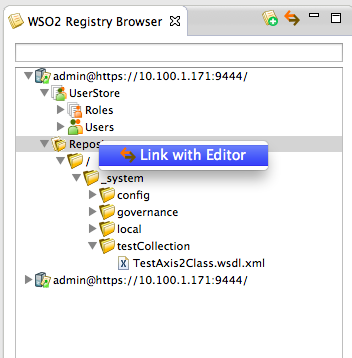 WSO2 Registry Browser
admin@https://10.100.1.171:9444/
UserStore
Roles
Users
Link with Editor
/
_system
config
governance
local
testCollection
TestAxis2Class.wsdl.xml
admin@https://10.100.1.171:9444/